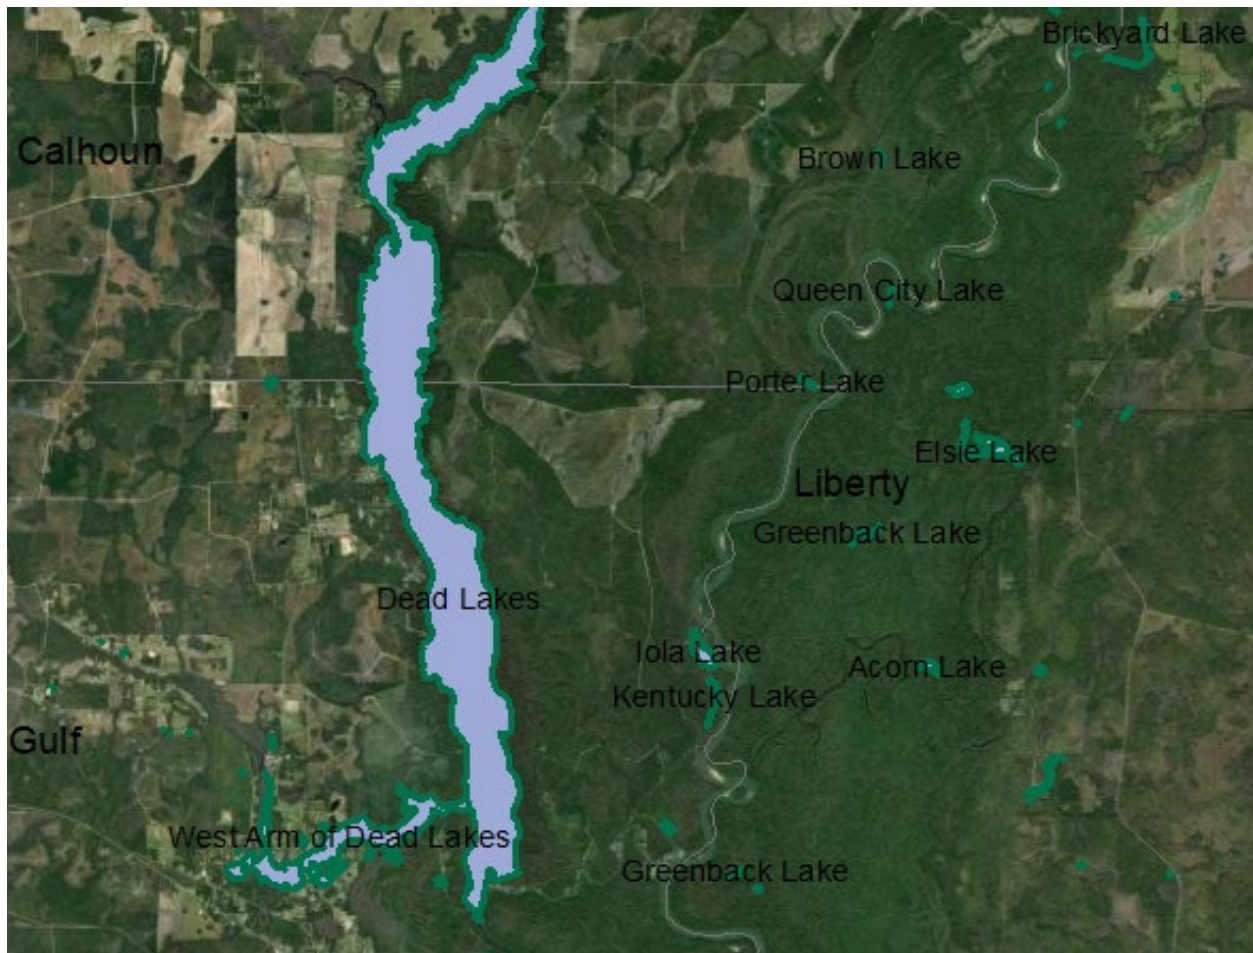 Brickyard Lake
Calhoun
Brown Lake
Queen City Lake
Porter Lake
Elsie Lake
Liberty
Greenback Lake
Dead Lakes
Iola Lake
Acorn Lake
Kentucky Lake
Gulf
West Arm of Dead Lakes
Greenback Lake